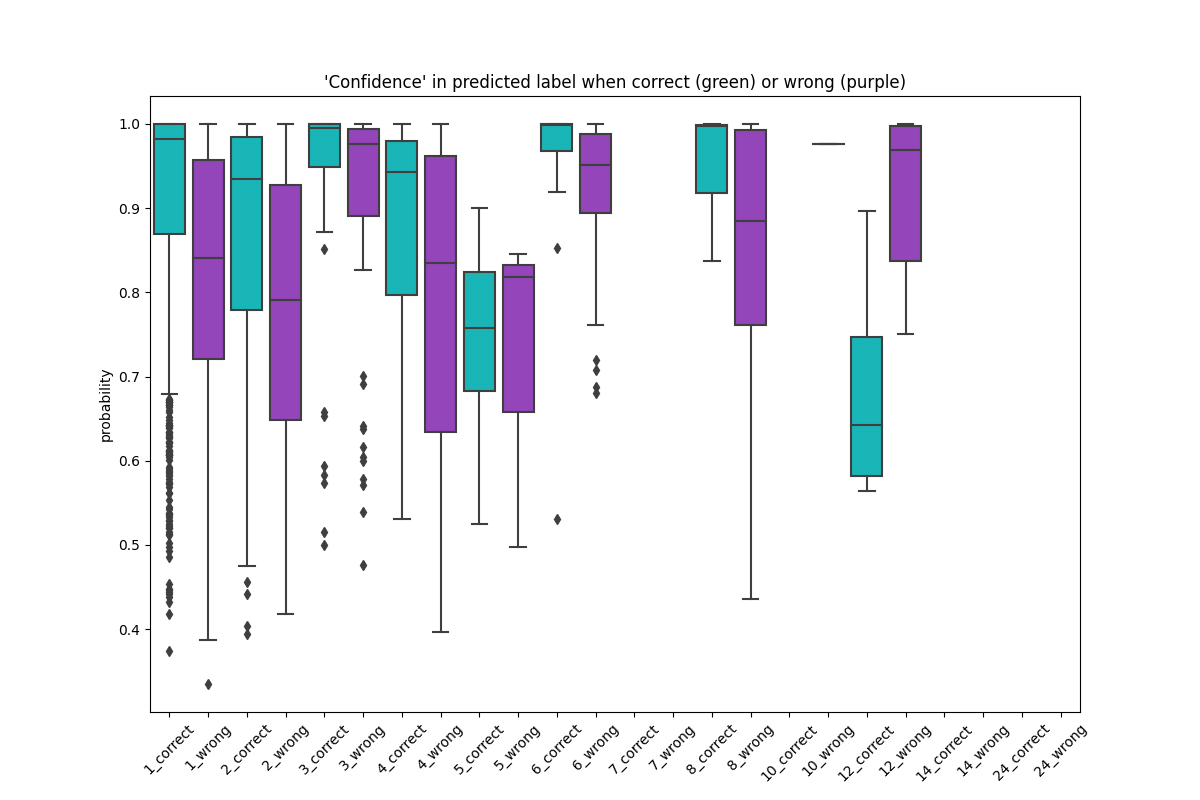 'Confidence' in predicted label when correct (green) or wrong (purple)
probability
1.0
0.9
0.8
0.7
0.6
0.5
0.4
1_correct
1_wrong
2_correct
2_wrong
3_correct
3_wrong
4_correct
4_wrong
5_correct
5_wrong
6_correct
6_wrong
7_correct
7_wrong
8_correct
8_wrong
10_correct
10_wrong
12_correct
12_wrong
14_correct
14_wrong
24_correct
24_wrong